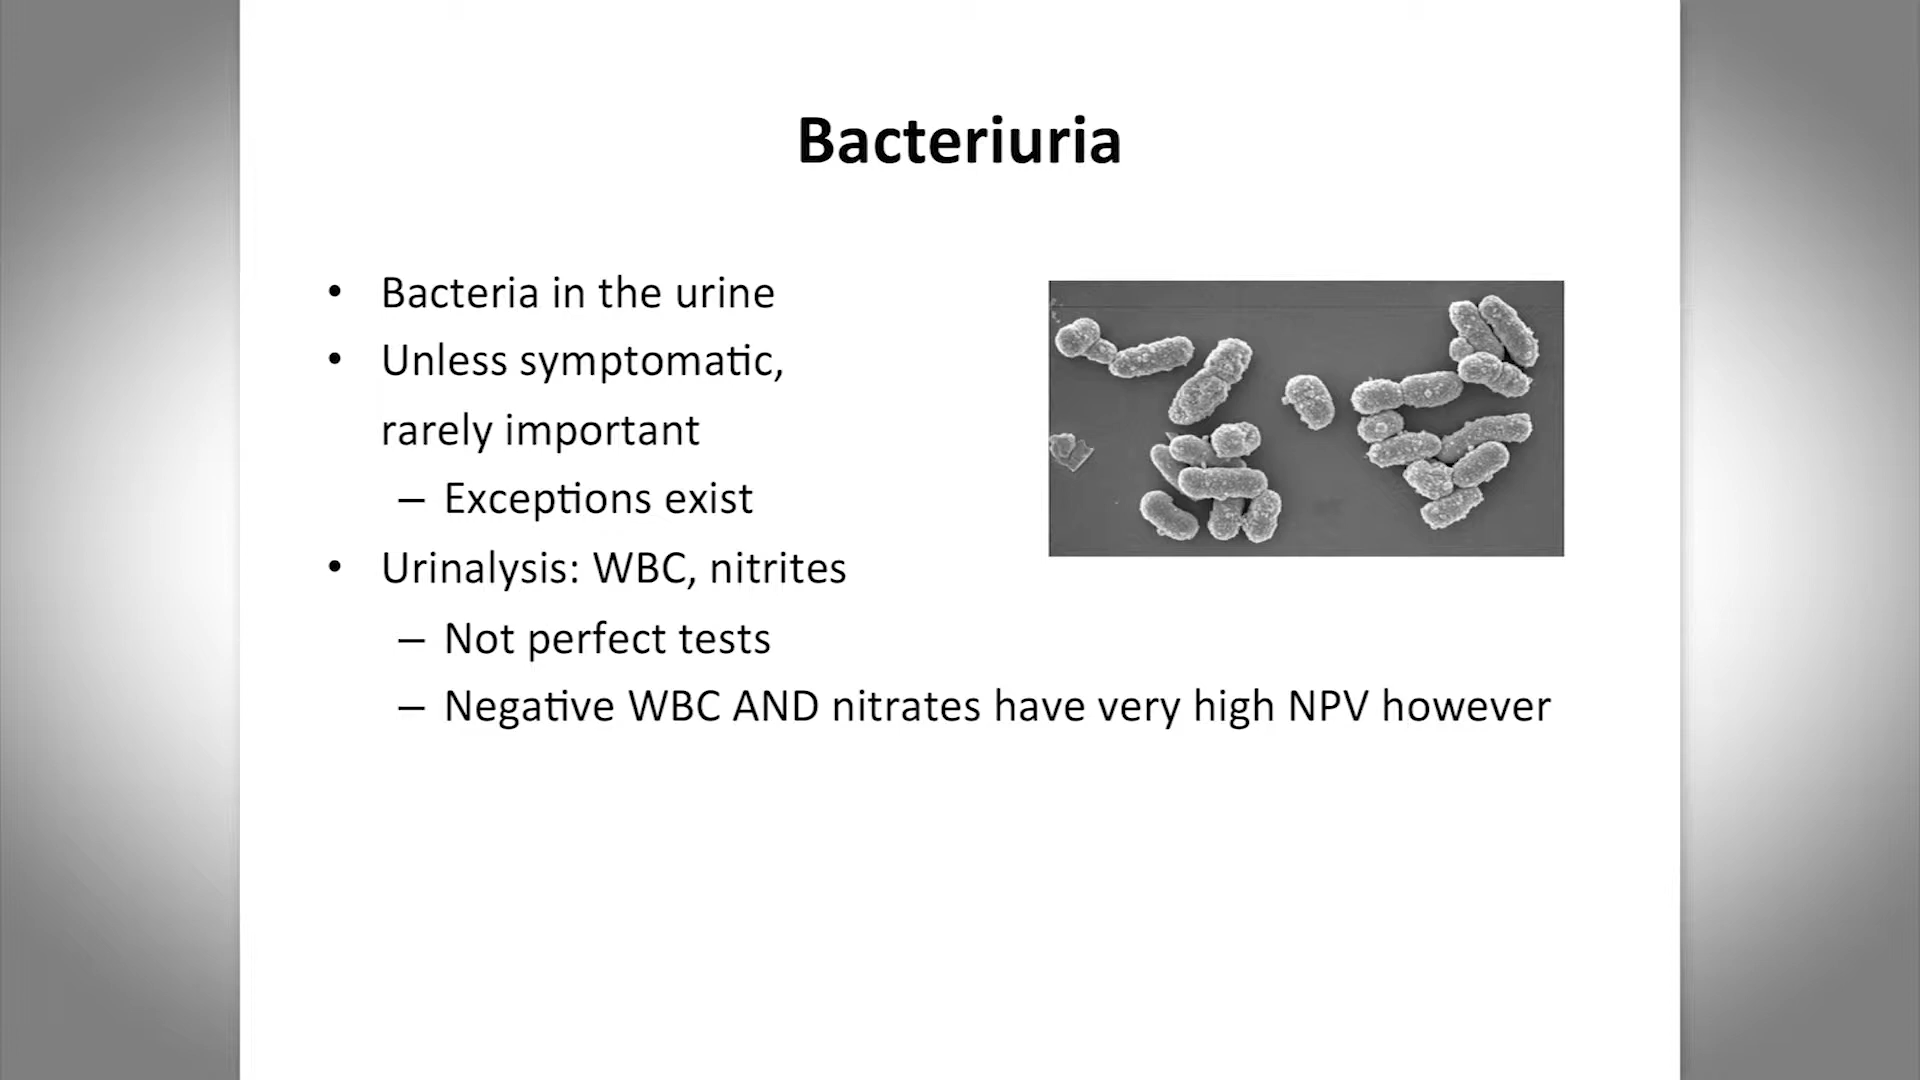 Bacteriuria
• Bacteria in the urine
• Unless symptomatic,
rarely important
– Exceptions exist
• Urinalysis: WBC, nitrites
– Not perfect tests
– Negative WBC AND nitrates have very high NPV however